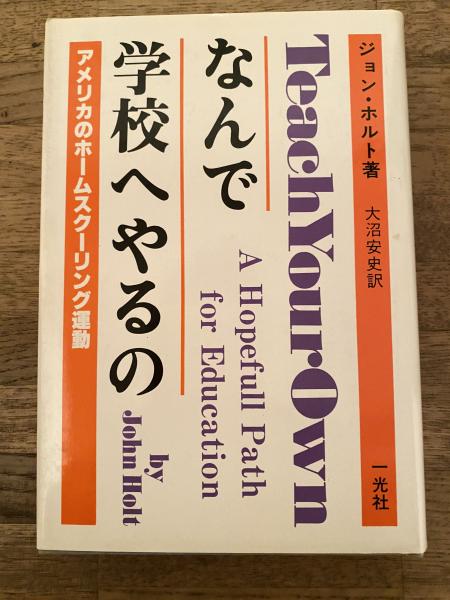 ジョン・ホルト著
大沼安史訳
一光社
Teach Your Own
なんで
学校へやるの
A Hopefull Path
for Education
by
John Holt
アメリカのホームスクーリング運動